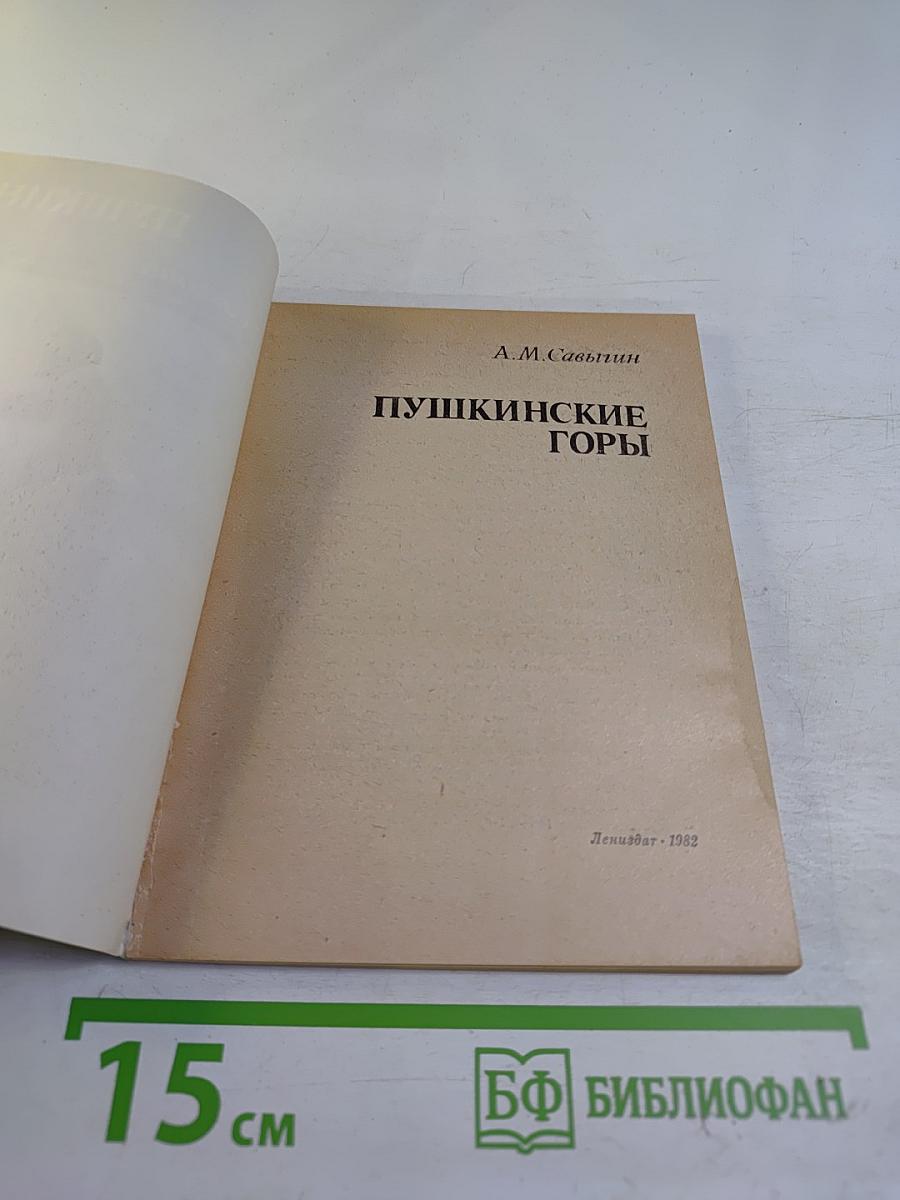 А.М.Савыгин
ПУШКИНСКИЕ
ГОРЫ
Лениздат · 1982
15 см
БФ БИБЛИОФАН